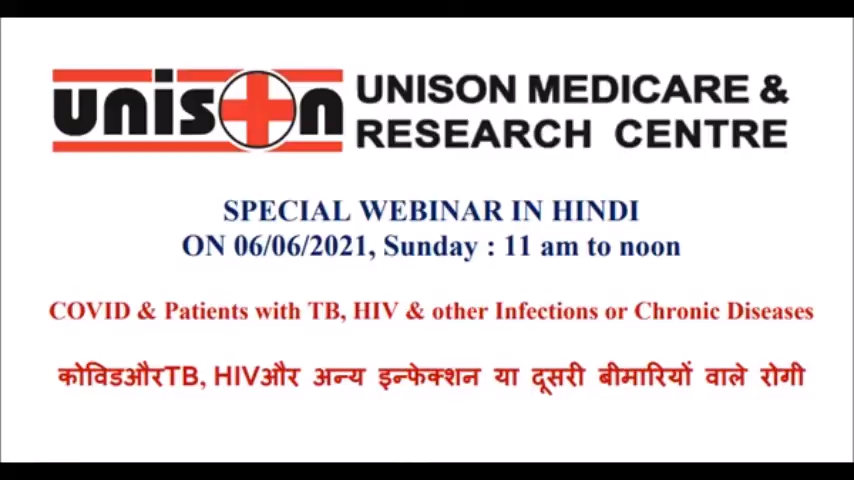 unison UNISON MEDICARE &
RESEARCH CENTRE
SPECIAL WEBINAR IN HINDI
ON 06/06/2021, Sunday : 11 am to noon
COVID & Patients with TB, HIV & other Infections or Chronic Diseases
कोविडऔरTB, HIVऔर अन्य इन्फेक्शन या दूसरी बीमारियों वाले रोगी